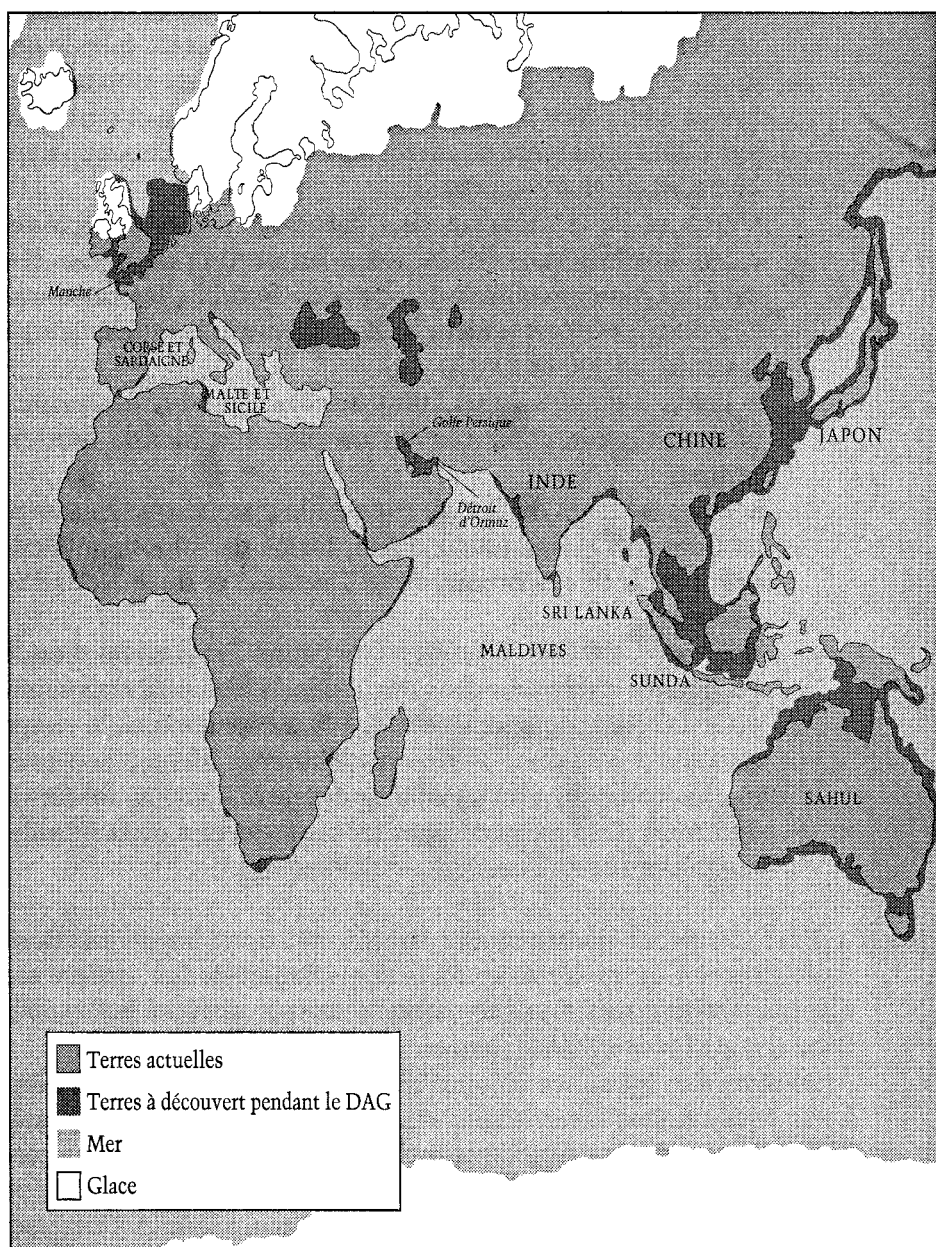 Manche
CORSE ET
SARDAIGNE
MALTE ET
SICILE
Golfe Persique
Détroit
d'Ormuz
INDE
CHINE
JAPON
SRI LANKA
MALDIVES
SUNDA
SAHUL
Terres actuelles
Terres à découvert pendant le DAG
Mer
Glace